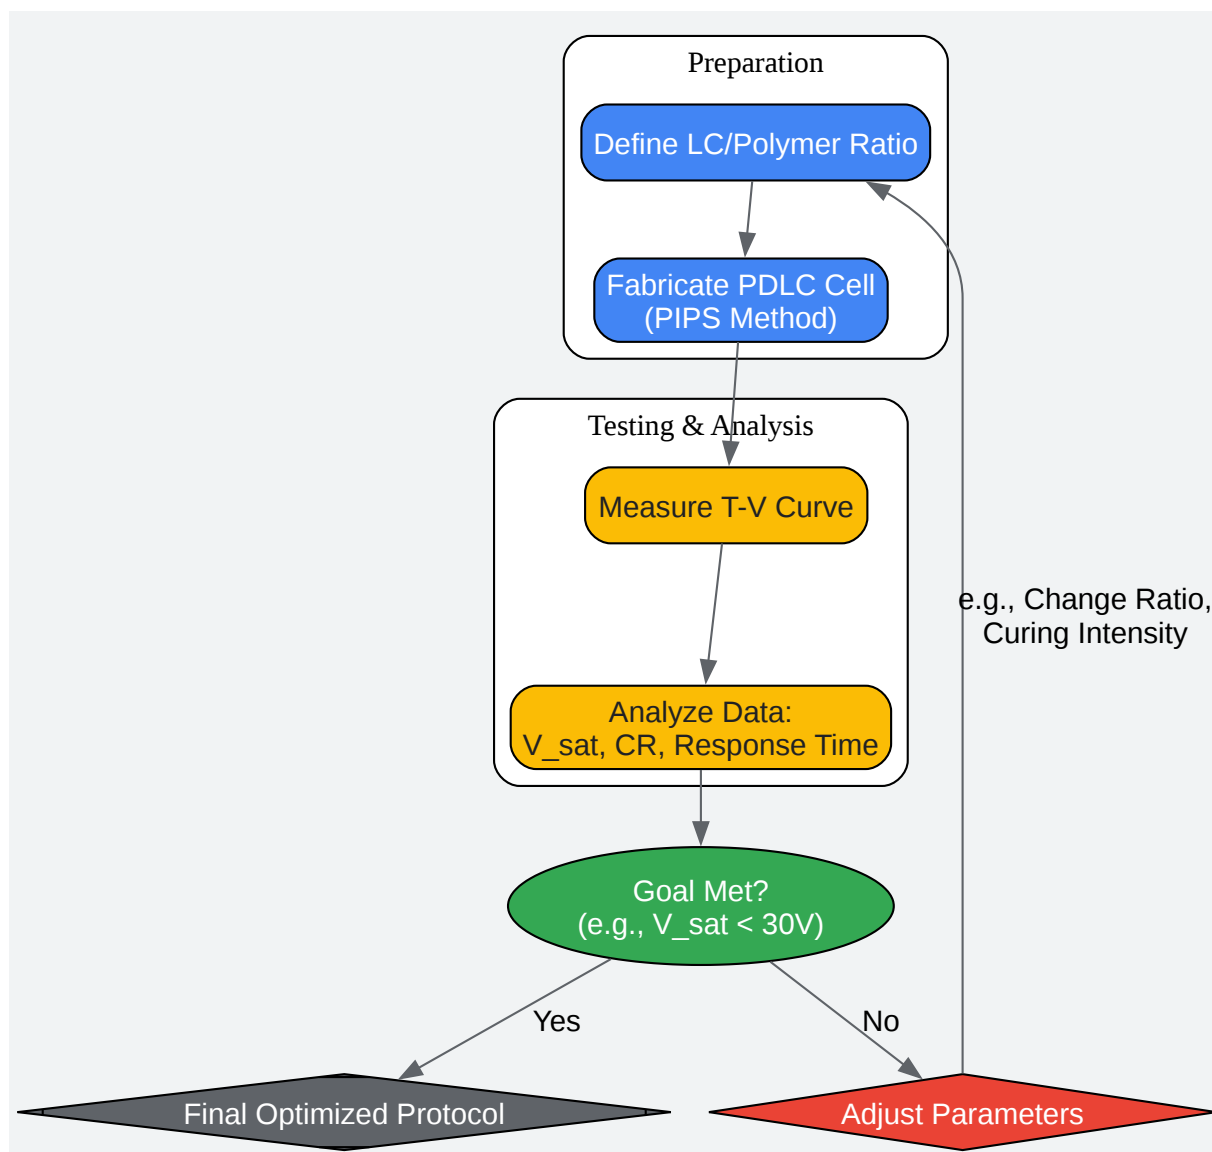 Preparation
Define LC/Polymer Ratio
Fabricate PDLC Cell
(PIPS Method)
Testing & Analysis
Measure T-V Curve
e.g., Change Ratio,
Curing Intensity
Analyze Data:
V_sat, CR, Response Time
Goal Met?
(e.g., V_sat < 30V)
Yes
No
Final Optimized Protocol
Adjust Parameters